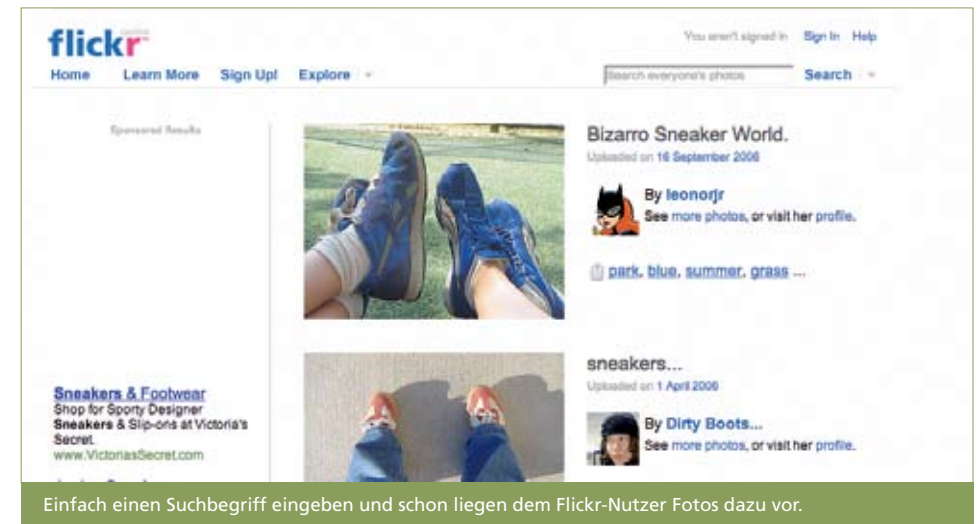 flickr
You aren't signed in Sign In Help
Home Learn More Sign Up! Explore
Search everyone's photos Search
Sponsored Results
Bizarro Sneaker World.
Uploaded on 16 September 2006
By leonorjr
See more photos, or visit her profile.
park, blue, summer, grass ...
sneakers...
Uploaded on 1 April 2006
By Dirty Boots...
See more photos, or visit her profile.
Sneakers & Footwear
Shop for Sporty Designer
Sneakers & Slip-ons at Victoria's
Secret.
www.VictoriasSecret.com
Einfach einen Suchbegriff eingeben und schon liegen dem Flickr-Nutzer Fotos dazu vor.